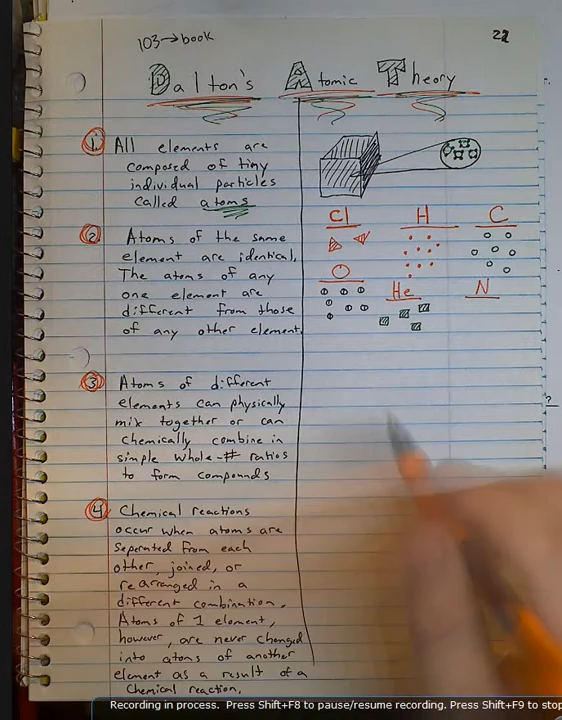 103→book
22
Dalton's Atomic Theory
1 All elements are
composed of tiny
individual particles
called atoms
2 Atoms of the same
element are identical.
The atoms of any
one element are
different from those
of any other element.
Cl H C
O He N
3 Atoms of different
elements can physically
mix together or can
chemically combine in
simple whole-# ratios
to form compounds
4 Chemical reactions
occur when atoms are
seperated from each
other, joined, or
rearranged in a
different combination.
Atoms of 1 element,
however, are never changed
into atoms of another
element as a result of a
Chemical reaction.
?
Recording in process. Press Shift+F8 to pause/resume recording. Press Shift+F9 to stop